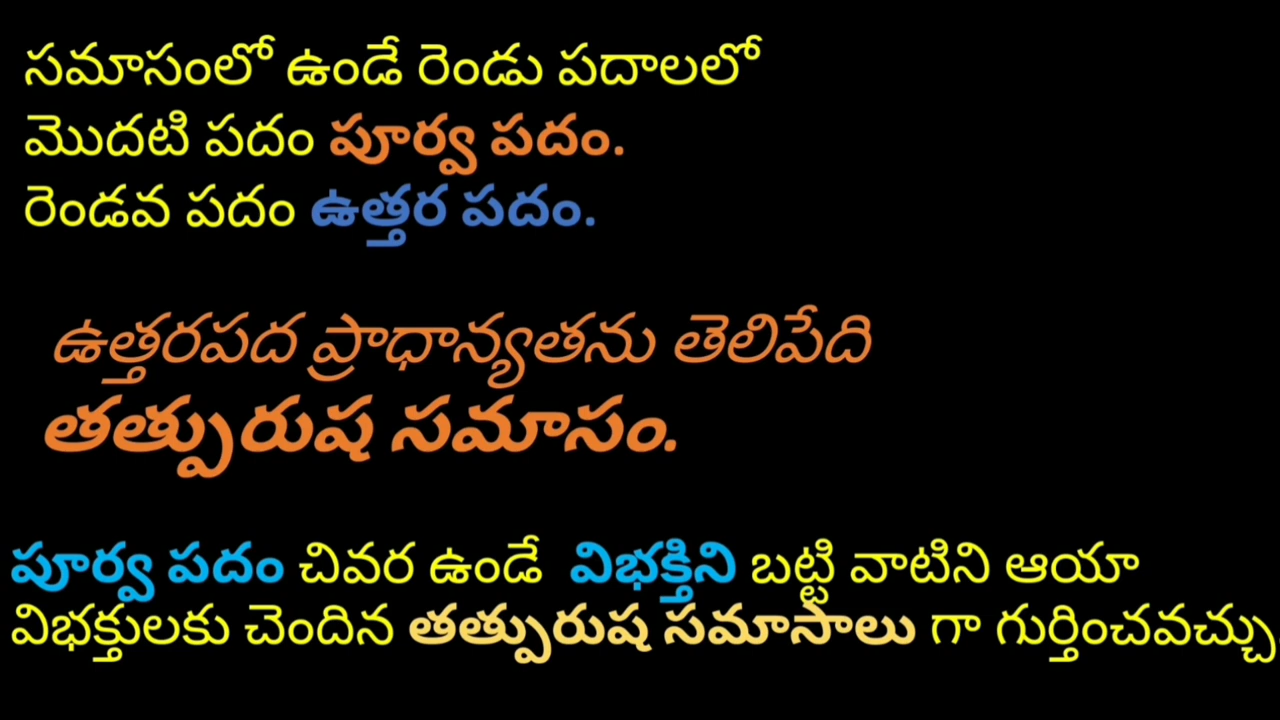 సమాసంలో ఉండే రెండు పదాలలో
మొదటి పదం పూర్వ పదం.
రెండవ పదం ఉత్తర పదం.
ఉత్తరపద ప్రాధాన్యతను తెలిపేది
తత్పురుష సమాసం.
పూర్వ పదం చివర ఉండే విభక్తిని బట్టి వాటిని ఆయా
విభక్తులకు చెందిన తత్పురుష సమాసాలు గా గుర్తించవచ్చు